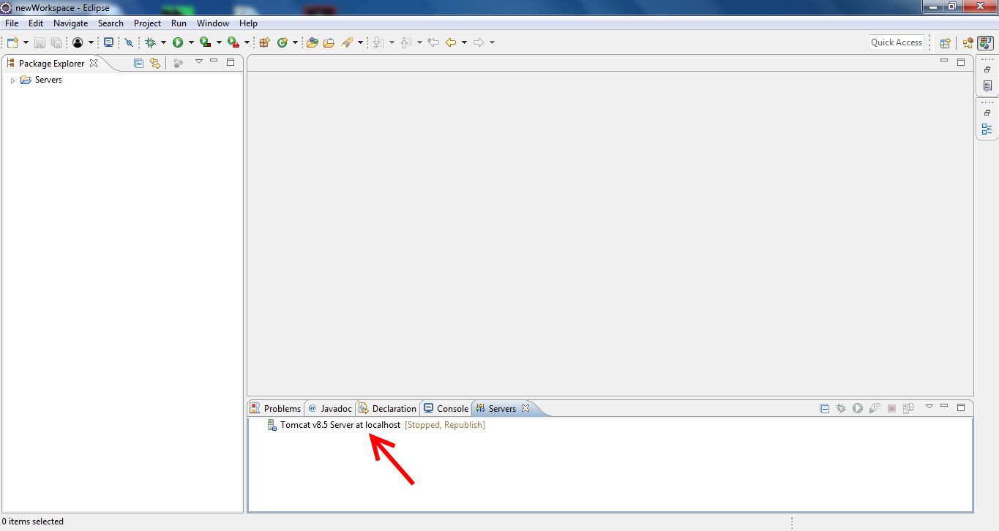 newWorkspace - Eclipse
File Edit Navigate Search Project Run Window Help
Quick Access
Package Explorer
Servers
Problems @ Javadoc Declaration Console Servers
Tomcat v8.5 Server at localhost [Stopped, Republish]
0 items selected